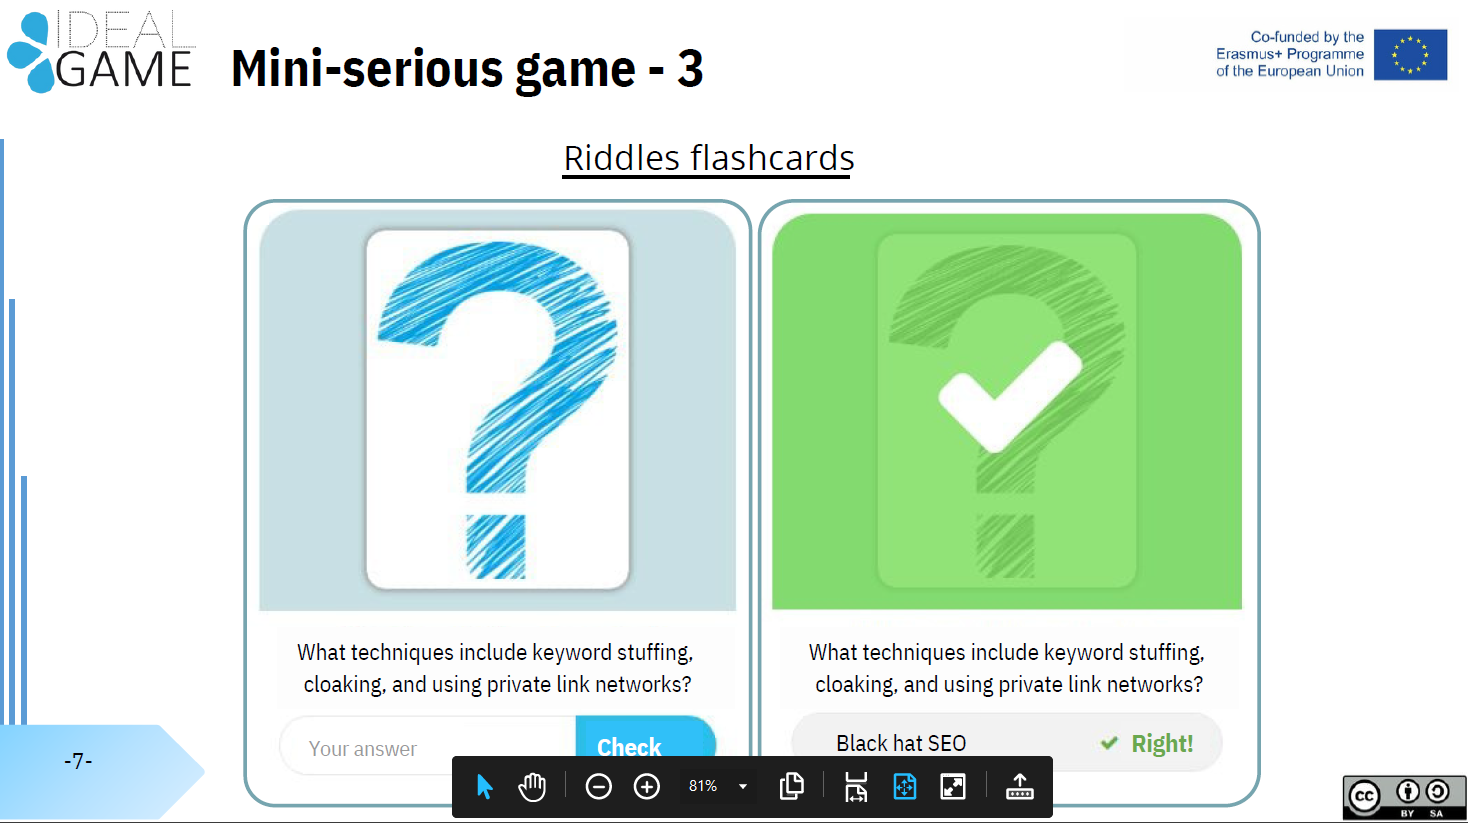 IDEAL
GAME
Mini-serious game - 3
Co-funded by the
Erasmus+ Programme
of the European Union
Riddles flashcards
What techniques include keyword stuffing,
cloaking, and using private link networks?
Your answer
Check
What techniques include keyword stuffing,
cloaking, and using private link networks?
Black hat SEO
Right!
-7-
81%
cc
BY SA